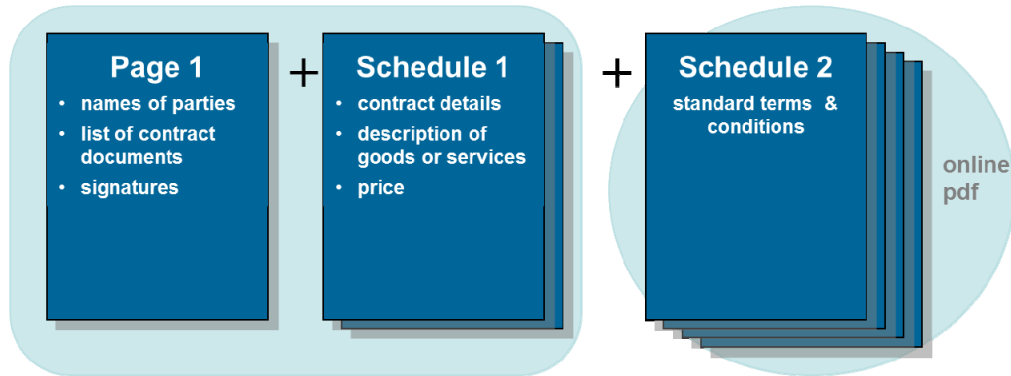 Page 1
• names of parties
• list of contract
documents
• signatures
+
Schedule 1
• contract details
• description of
goods or services
• price
+
Schedule 2
standard terms &
conditions
online
pdf